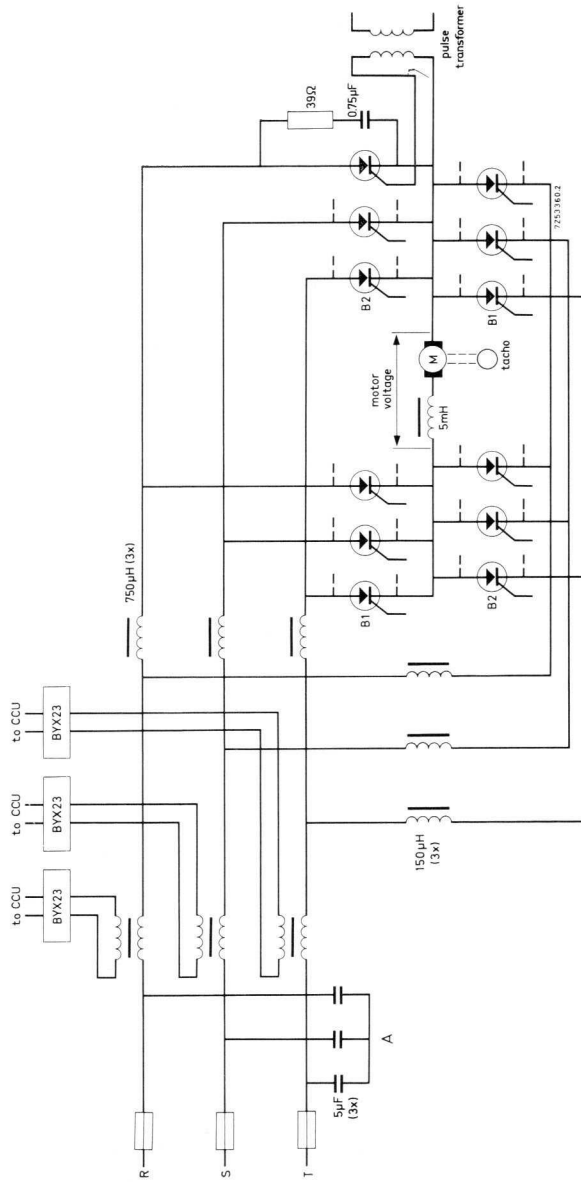 to CCU
BYX23
to CCU
BYX23
to CCU
BYX23
R
S
T
5µF
(3x)
A
750µH (3x)
150µH
(3x)
B1
B2
motor
voltage
5mH
M
tacho
B2
B1
39Ω
0.75µF
pulse
transformer
7Z53360.2